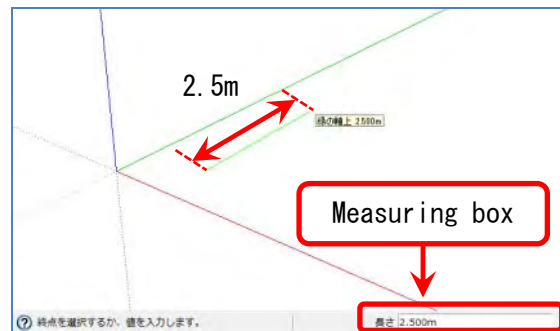 2.5m
緑の軸上 2.500m
Measuring box
終点を選択するか、値を入力します。
長さ 2.500m